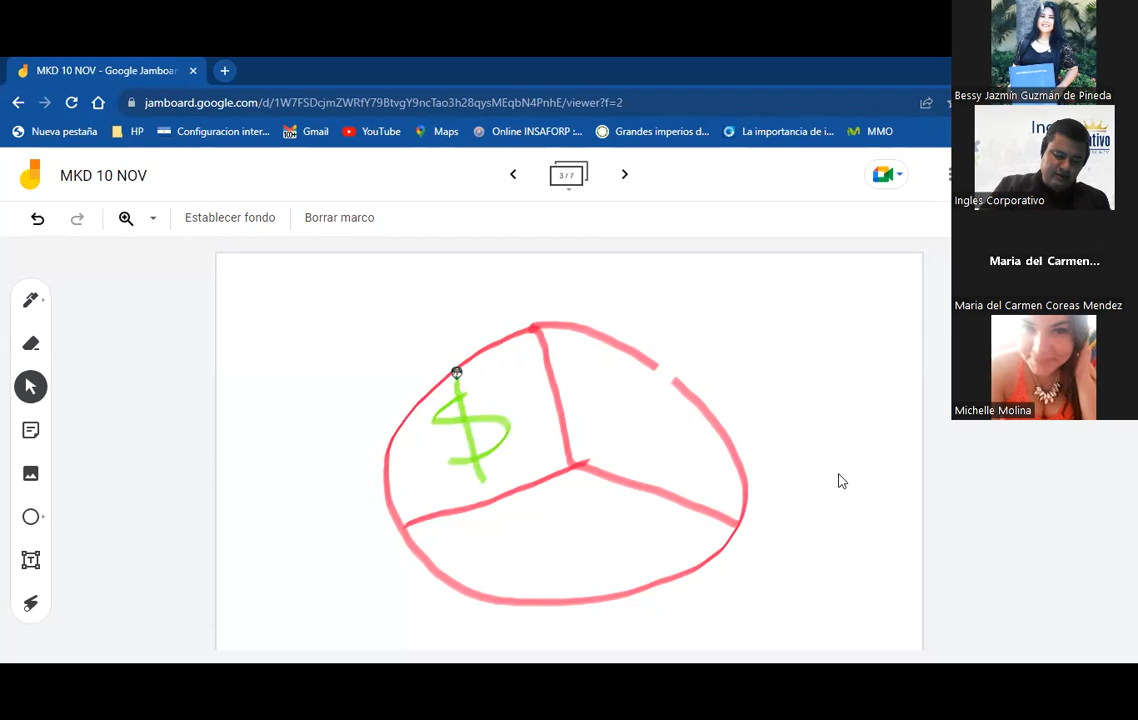 MKD 10 NOV - Google Jamboar
jamboard.google.com/d/1W7FSDcjmZWRfY79BtvgY9ncTao3h28qysMEqbN4PnhE/viewer?f=2
Nueva pestaña HP Configuracion inter... Gmail YouTube Maps Online INSAFORP :... Grandes imperios d... La importancia de i... MMO
MKD 10 NOV
3 / 7
Establecer fondo Borrar marco
$
Bessy Jazmín Guzmán de Pineda
Ingles Corporativo
Maria del Carmen...
Maria del Carmen Coreas Mendez
Michelle Molina